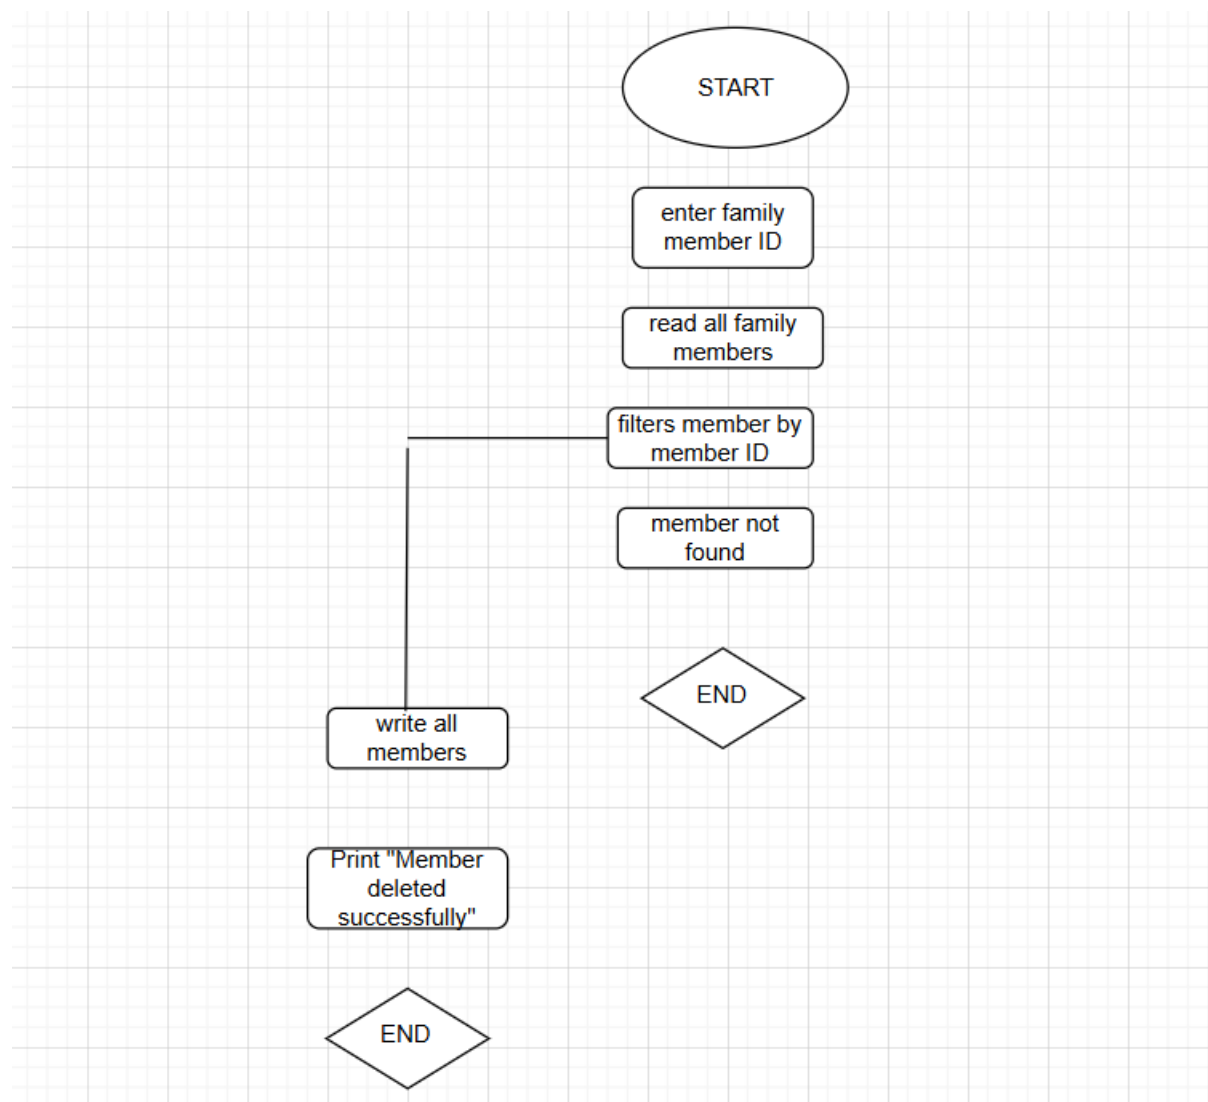 START
enter family
member ID
read all family
members
filters member by
member ID
member not
found
END
write all
members
Print "Member
deleted
successfully"
END